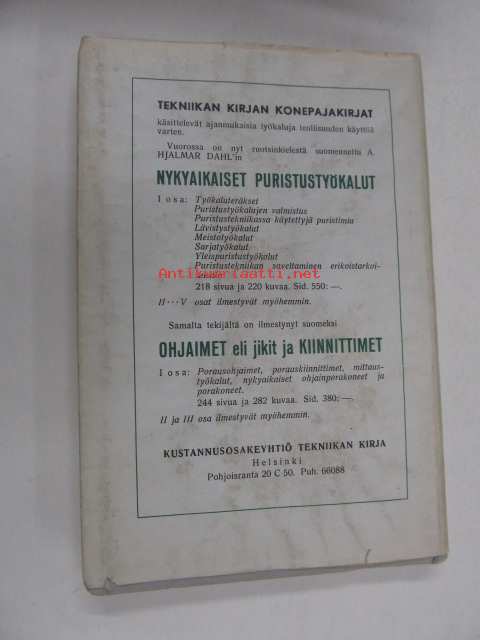 TEKNIIKAN KIRJAN KONEPAJAKIRJAT
käsittelevät ajanmukaisia työkaluja teollisuuden käyttöä
varten.
Vuorossa on nyt ruotsinkielestä suomennettu A.
HJALMAR DAHL'in
NYKYAIKAISET PURISTUSTYÖKALUT
I osa: Työkaluteräkset
Puristustyökalujen valmistus
Puristustekniikassa käytettyjä puristimia
Lävistystyökalut
Meistotyökalut
Sarjatyökalut
Yleispuristustyökalut
Puristustekniikan soveltaminen erikoistarkoi-
Antikvariaatti.net
218 sivua ja 220 kuvaa. Sid. 550: —.
II···V osat ilmestyvät myöhemmin.
Samalta tekijältä on ilmestynyt suomeksi
OHJAIMET eli jikit ja KIINNITTIMET
I osa: Porausohjaimet, porauskiinnittimet, mittaus-
työkalut, nykyaikaiset ohjainporakoneet ja
porakoneet.
244 sivua ja 282 kuvaa. Sid. 380: —.
II ja III osa ilmestyvät myöhemmin.
KUSTANNUSOSAKEYHTIÖ TEKNIIKAN KIRJA
Helsinki
Pohjoisranta 20 C 50. Puh. 66088